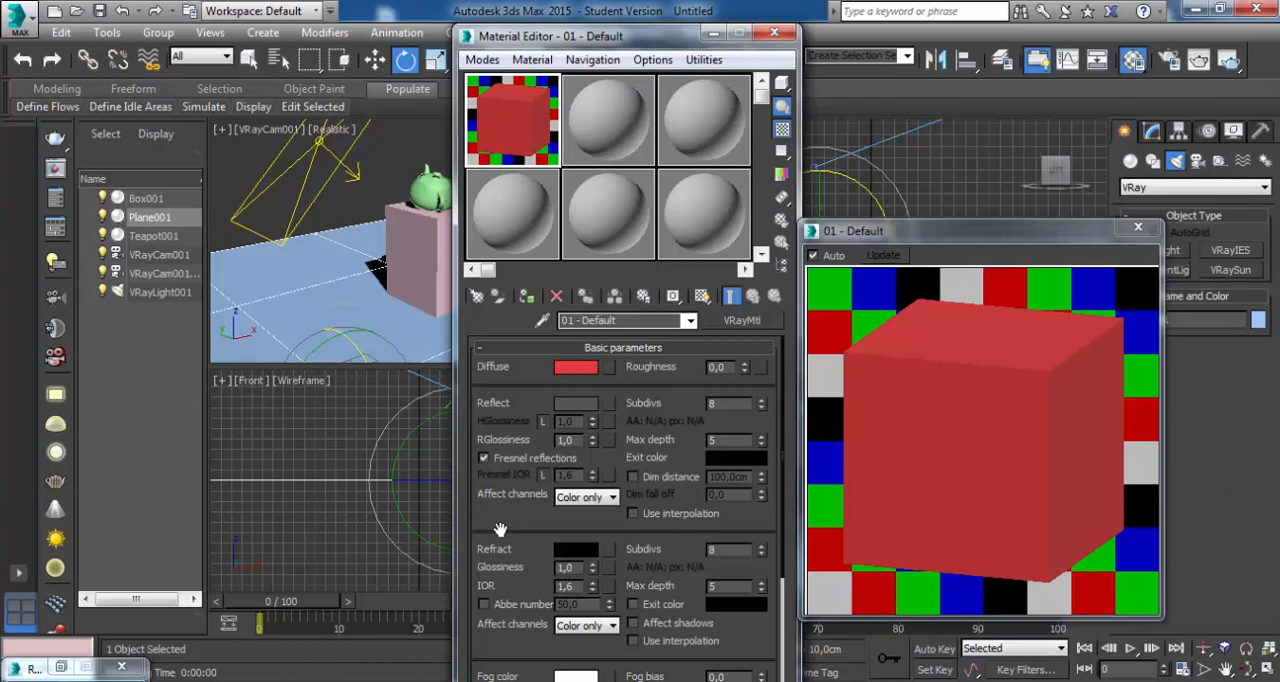 Workspace: Default
Autodesk 3ds Max 2015 - Student Version Untitled
Type a keyword or phrase
MAX
Edit Tools Group Views Create Modifiers Animation
All
Create Selection Se
Modeling Freeform Selection Object Paint Populate
Define Flows Define Idle Areas Simulate Display Edit Selected
Select Display
Name
Box001
Plane001
Teapot001
VRayCam001
VRayCam001...
VRayLight001
[+] [VRayCam001] [Realistic]
[+] [Front] [Wireframe]
Material Editor - 01 - Default
Modes Material Navigation Options Utilities
01 - Default
VRayMtl
Basic parameters
Diffuse
Roughness 0,0
Reflect
Subdivs 8
HGlossiness L 1,0
AA: N/A; px: N/A
RGlossiness 1,0
Max depth 5
Fresnel reflections
Exit color
Fresnel IOR L 1,6
Dim distance 100,0cm
Affect channels Color only
Dim fall off 0,0
Use interpolation
Refract
Subdivs 8
Glossiness 1,0
AA: N/A; px: N/A
IOR 1,6
Max depth 5
Abbe number 50,0
Exit color
Affect channels Color only
Affect shadows
Use interpolation
Fog color
Fog bias 0,0
LEFT
VRay
Object Type
AutoGrid
VRayIES
VRaySun
01 - Default
Auto Update
0 / 100
0 10 20
70 80 90 100
1 Object Selected
10,0cm
Auto Key Selected
Set Key Key Filters...
0
R...
0:00:00